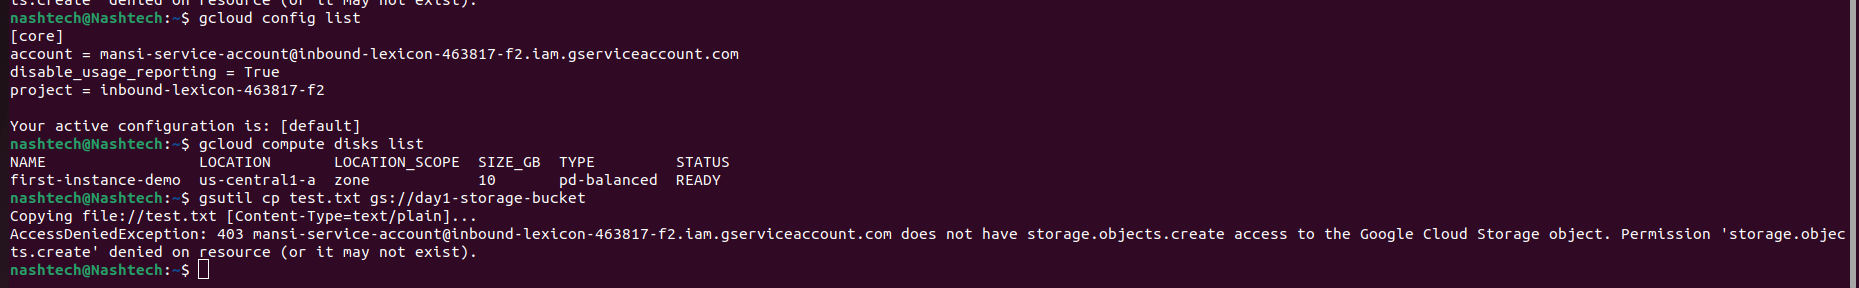 ts.create' denied on resource (or it may not exist).
nashtech@Nashtech:~$ gcloud config list
[core]
account = mansi-service-account@inbound-lexicon-463817-f2.iam.gserviceaccount.com
disable_usage_reporting = True
project = inbound-lexicon-463817-f2
Your active configuration is: [default]
nashtech@Nashtech:~$ gcloud compute disks list
NAME LOCATION LOCATION_SCOPE SIZE_GB TYPE STATUS
first-instance-demo us-central1-a zone 10 pd-balanced READY
nashtech@Nashtech:~$ gsutil cp test.txt gs://day1-storage-bucket
Copying file://test.txt [Content-Type=text/plain]...
AccessDeniedException: 403 mansi-service-account@inbound-lexicon-463817-f2.iam.gserviceaccount.com does not have storage.objects.create access to the Google Cloud Storage object. Permission 'storage.objec
ts.create' denied on resource (or it may not exist).
nashtech@Nashtech:~$